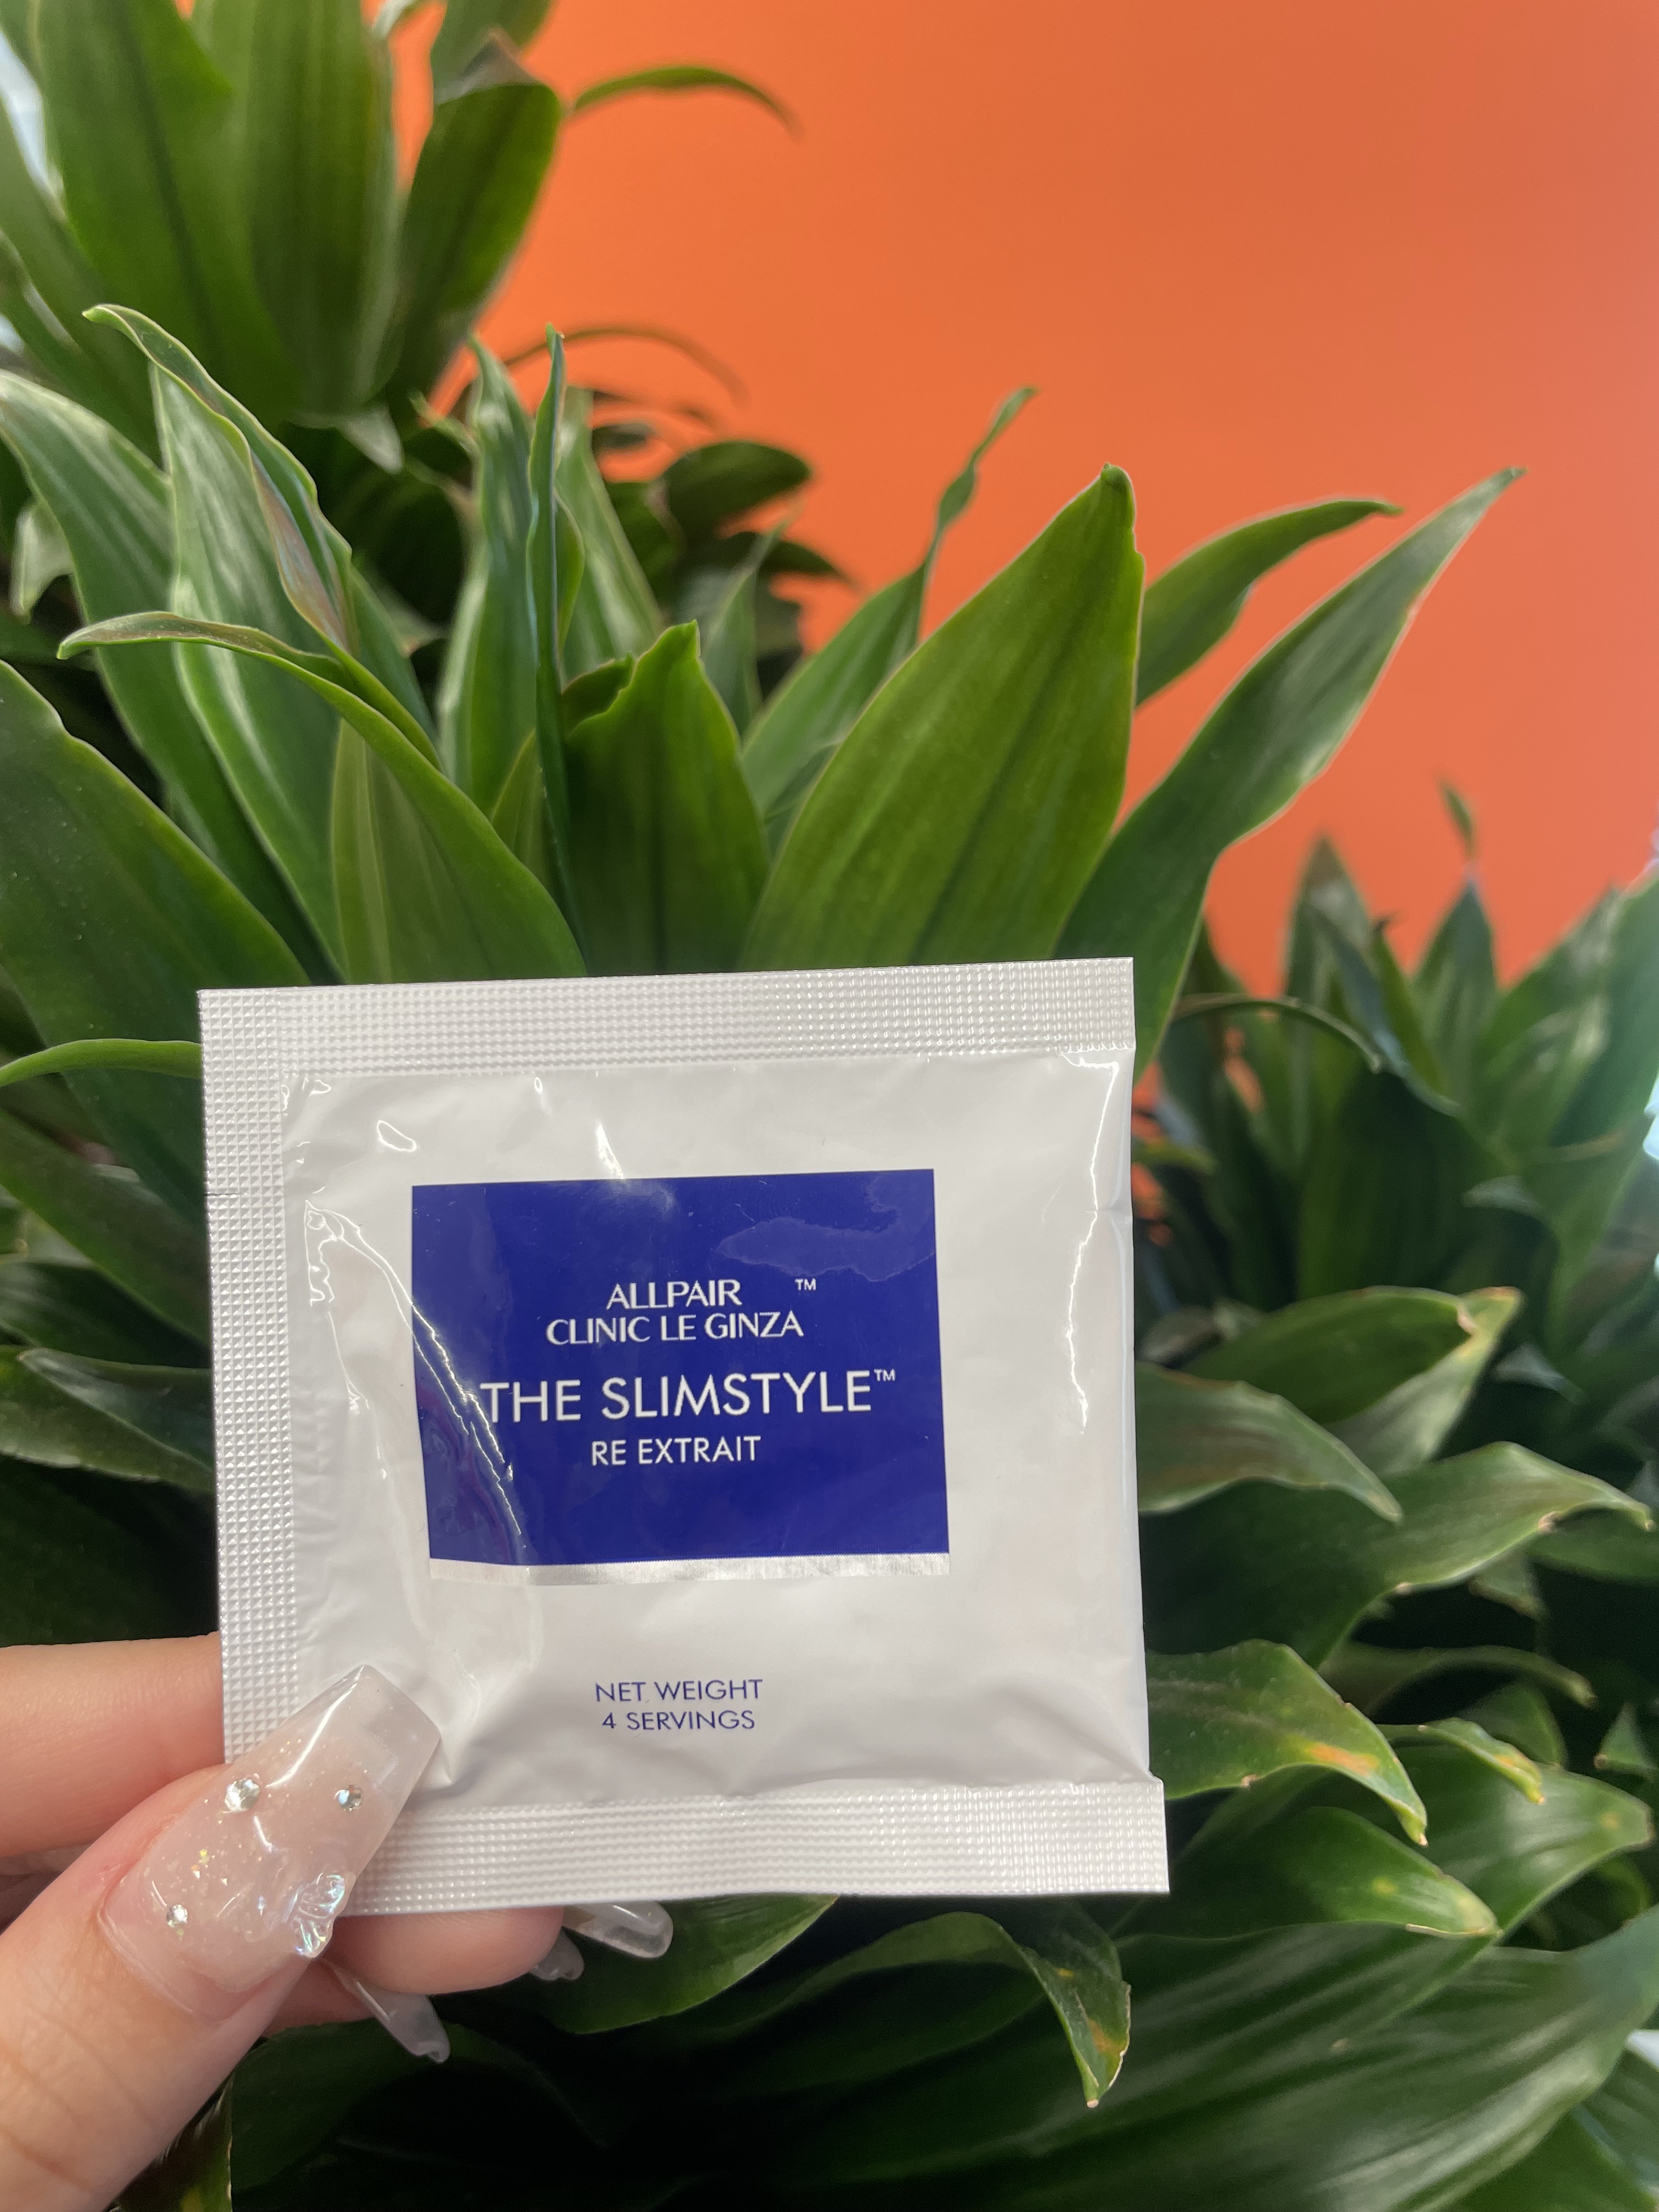 ALLPAIR ™
CLINIC LE GINZA
THE SLIMSTYLE™
RE EXTRAIT
NET WEIGHT
4 SERVINGS